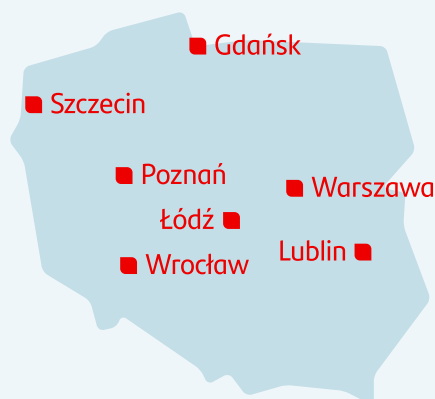 Gdańsk
Szczecin
Poznań
Warszawa
Łódź
Lublin
Wrocław